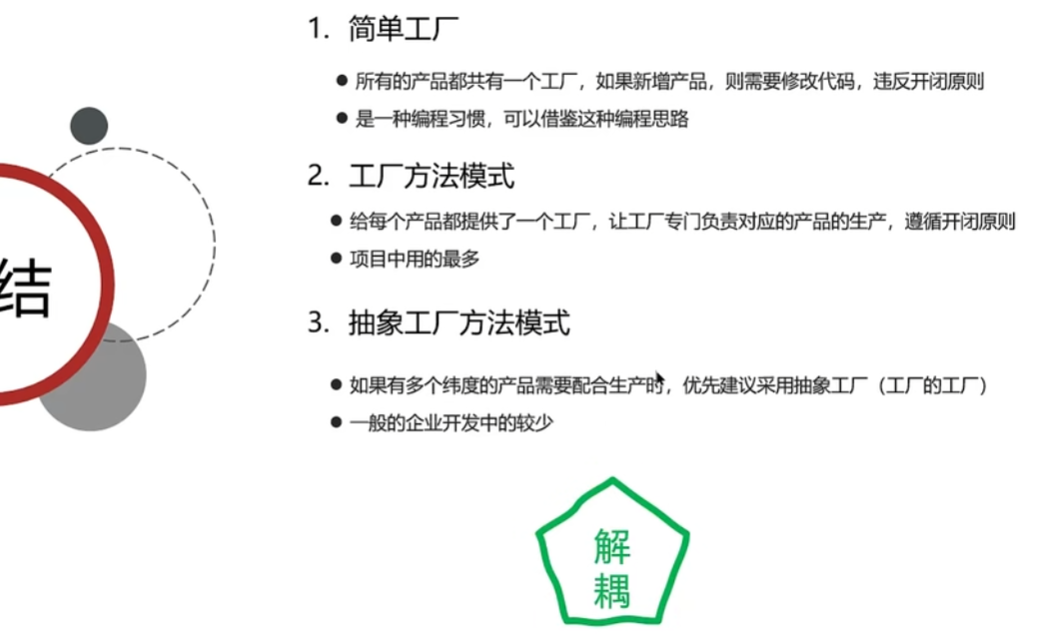 结
1. 简单工厂
● 所有的产品都共有一个工厂，如果新增产品，则需要修改代码，违反开闭原则
● 是一种编程习惯，可以借鉴这种编程思路
2. 工厂方法模式
● 给每个产品都提供了一个工厂，让工厂专门负责对应的产品的生产，遵循开闭原则
● 项目中用的最多
3. 抽象工厂方法模式
● 如果有多个纬度的产品需要配合生产时，优先建议采用抽象工厂（工厂的工厂）
● 一般的企业开发中的较少
解
耦